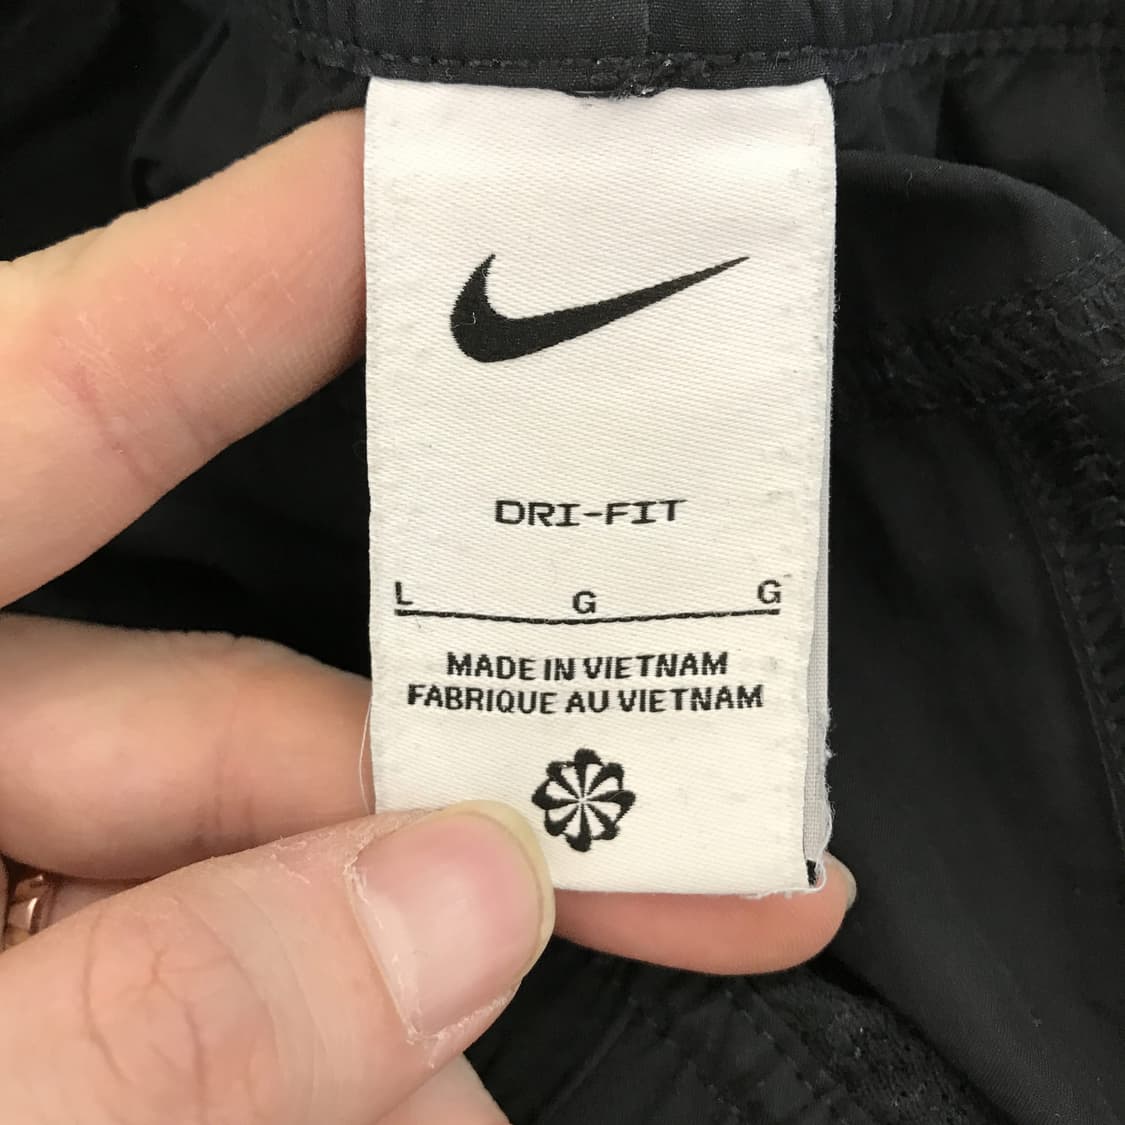 DRI-FIT
L G G
MADE IN VIETNAM
FABRIQUE AU VIETNAM